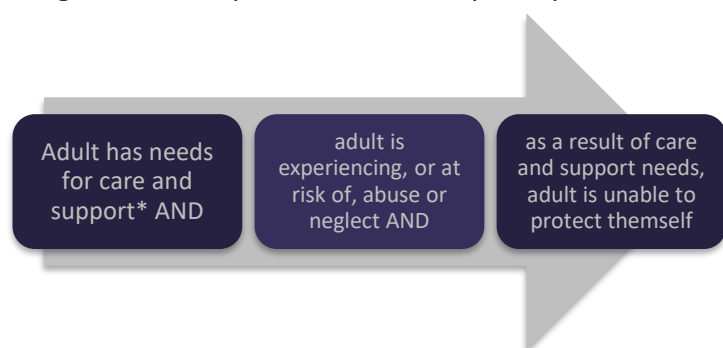 Adult has needs
for care and
support* AND
adult is
experiencing, or at
risk of, abuse or
neglect AND
as a result of care
and support needs,
adult is unable to
protect themself